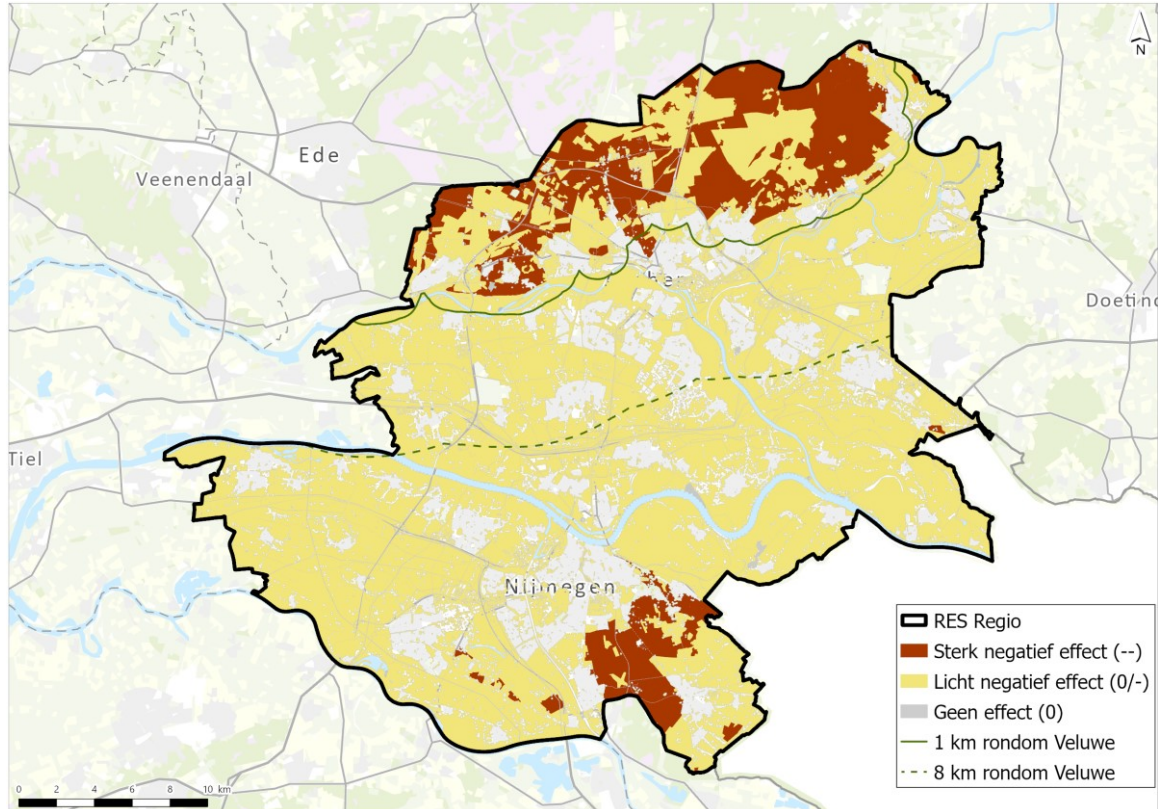 N
Ede
Veenendaal
Doetinc
Tiel
Nijmegen
RES Regio
Sterk negatief effect (--)
Licht negatief effect (0/-)
Geen effect (0)
1 km rondom Veluwe
8 km rondom Veluwe
0 2 4 6 8 10 km